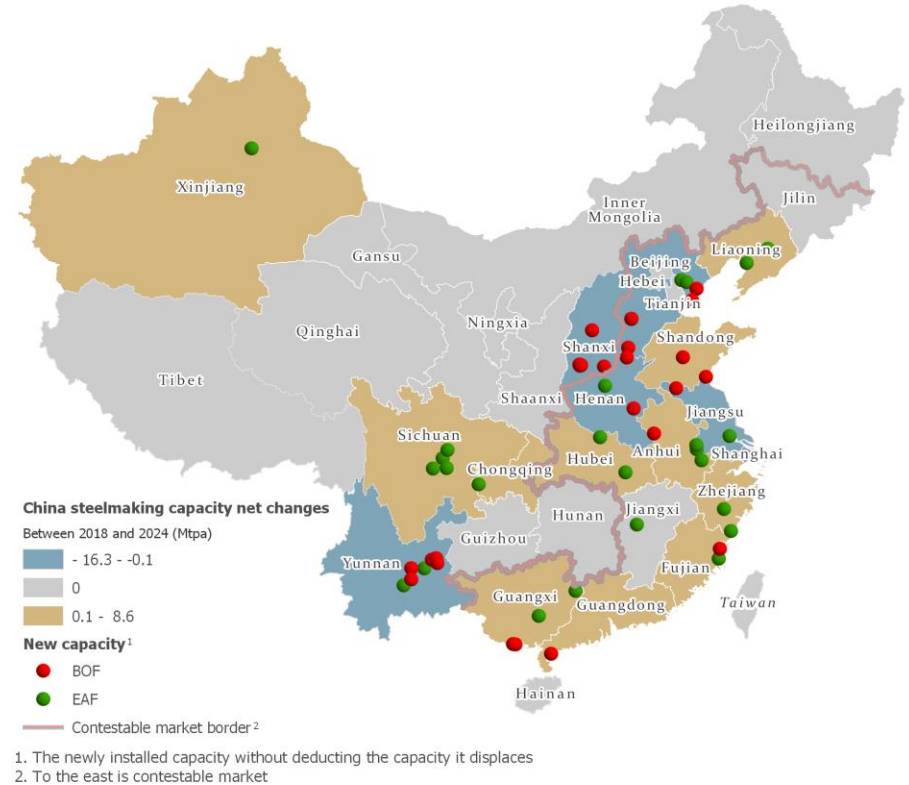 Heilongjiang
Jilin
Xinjiang
Inner
Mongolia
Gansu
Liaoning
Beijing
Hebei
Tianjin
Ningxia
Qinghai
Shandong
Shanxi
Tibet
Shaanxi
Henan
Jiangsu
Sichuan
Anhui
Shanghai
Hubei
Chongqing
Zhejiang
Jiangxi
Hunan
Guizhou
Yunnan
Fujian
Guangxi
Guangdong
Taiwan
Hainan
China steelmaking capacity net changes
Between 2018 and 2024 (Mtpa)
- 16.3 - -0.1
0
0.1 - 8.6
New capacity1
BOF
EAF
Contestable market border 2
1. The newly installed capacity without deducting the capacity it displaces
2. To the east is contestable market